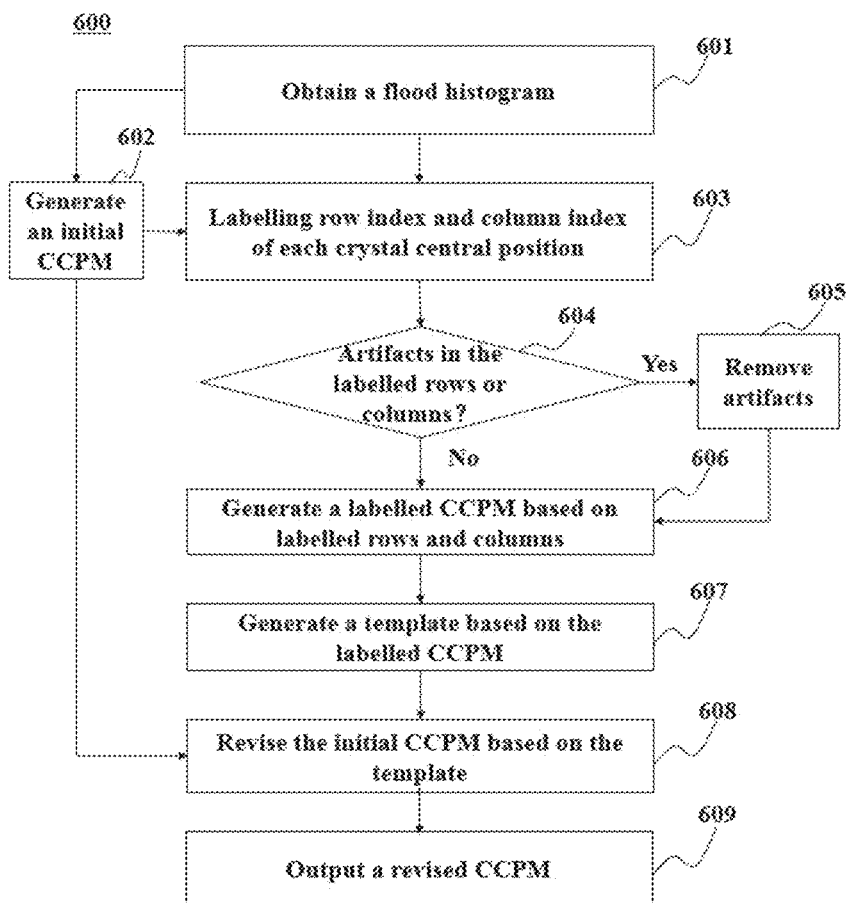 600
601
Obtain a flood histogram
602
Generate
an initial
CCPM
603
Labelling row index and column index
of each crystal central position
604
Artifacts in the
labelled rows or
columns?
Yes
605
Remove
artifacts
No
606
Generate a labelled CCPM based on
labelled rows and columns
607
Generate a template based on the
labelled CCPM
608
Revise the initial CCPM based on the
template
609
Output a revised CCPM